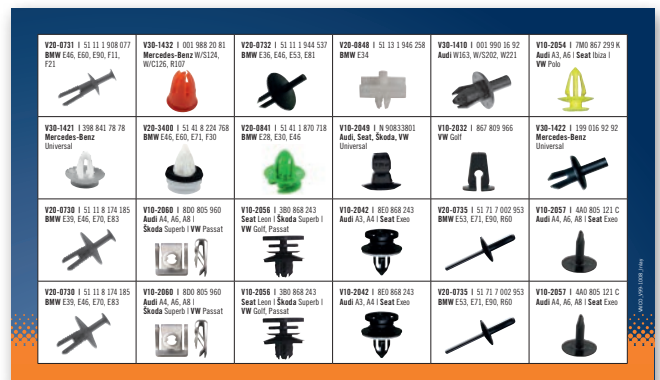 V20-0731 | 51 11 1 908 077
BMW E46, E60, E90, F11,
F21
V30-1432 | 001 988 20 81
Mercedes-Benz W/S124,
W/C126, R107
V20-0732 | 51 11 1 944 537
BMW E36, E46, E53, E81
V20-0848 | 51 13 1 946 258
BMW E34
V30-1410 | 001 990 16 92
Audi W163, W/S202, W221
V10-2054 | 7M0 867 299 K
Audi A3, A6 | Seat Ibiza |
VW Polo
V30-1421 | 398 841 78 78
Mercedes-Benz
Universal
V20-3400 | 51 41 8 224 768
BMW E46, E60, E71, F30
V20-0841 | 51 41 1 870 718
BMW E28, E30, E46
V10-2049 | N 90833801
Audi, Seat, Škoda, VW
Universal
V10-2032 | 867 809 966
VW Golf
V30-1422 | 199 016 92 92
Mercedes-Benz
Universal
V20-0730 | 51 11 8 174 185
BMW E39, E46, E70, E83
V10-2060 | 8D0 805 960
Audi A4, A6, A8 |
Škoda Superb | VW Passat
V10-2056 | 3B0 868 243
Seat Leon | Škoda Superb |
VW Golf, Passat
V10-2042 | 8E0 868 243
Audi A3, A4 | Seat Exeo
V20-0735 | 51 71 7 002 953
BMW E53, E71, E90, R60
V10-2057 | 4A0 805 121 C
Audi A4, A6, A8 | Seat Exeo
V20-0730 | 51 11 8 174 185
BMW E39, E46, E70, E83
V10-2060 | 8D0 805 960
Audi A4, A6, A8 |
Škoda Superb | VW Passat
V10-2056 | 3B0 868 243
Seat Leon | Škoda Superb |
VW Golf, Passat
V10-2042 | 8E0 868 243
Audi A3, A4 | Seat Exeo
V20-0735 | 51 71 7 002 953
BMW E53, E71, E90, R60
V10-2057 | 4A0 805 121 C
Audi A4, A6, A8 | Seat Exeo